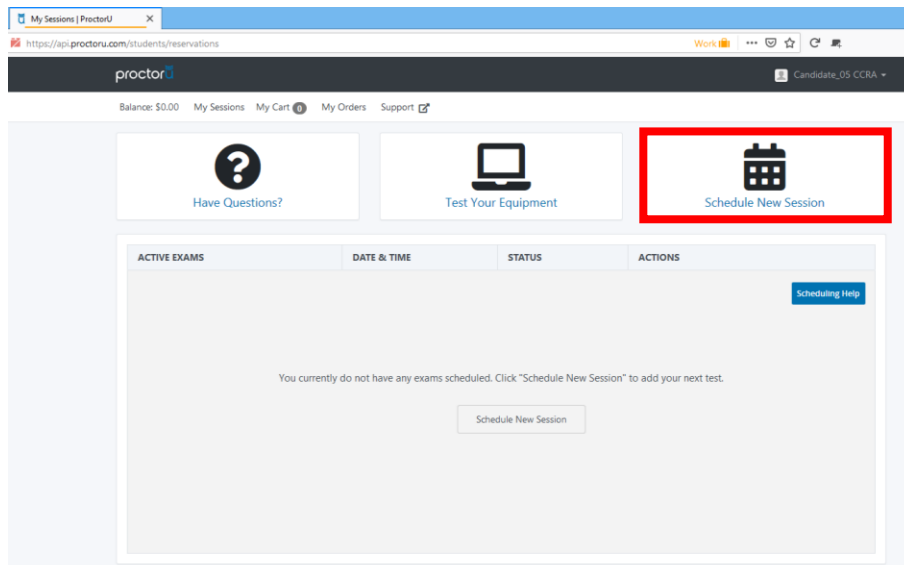 My Sessions | ProctorU
https://api.proctoru.com/students/reservations
Work
proctoru
Candidate_05 CCRA
Balance: $0.00 My Sessions My Cart 0 My Orders Support
Have Questions?
Test Your Equipment
Schedule New Session
ACTIVE EXAMS DATE & TIME STATUS ACTIONS
Scheduling Help
You currently do not have any exams scheduled. Click "Schedule New Session" to add your next test.
Schedule New Session